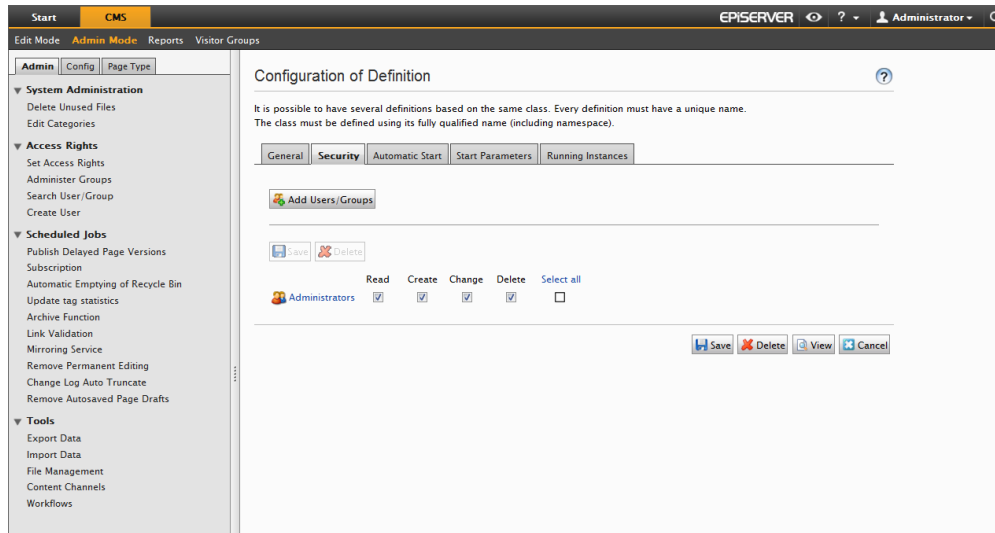 Start CMS EPiSERVER ? Administrator
Edit Mode Admin Mode Reports Visitor Groups
Admin Config Page Type
System Administration
Delete Unused Files
Edit Categories
Access Rights
Set Access Rights
Administer Groups
Search User/Group
Create User
Scheduled Jobs
Publish Delayed Page Versions
Subscription
Automatic Emptying of Recycle Bin
Update tag statistics
Archive Function
Link Validation
Mirroring Service
Remove Permanent Editing
Change Log Auto Truncate
Remove Autosaved Page Drafts
Tools
Export Data
Import Data
File Management
Content Channels
Workflows
Configuration of Definition ?
It is possible to have several definitions based on the same class. Every definition must have a unique name.
The class must be defined using its fully qualified name (including namespace).
General Security Automatic Start Start Parameters Running Instances
Add Users/Groups
Save Delete
Read Create Change Delete Select all
Administrators
Save Delete View Cancel